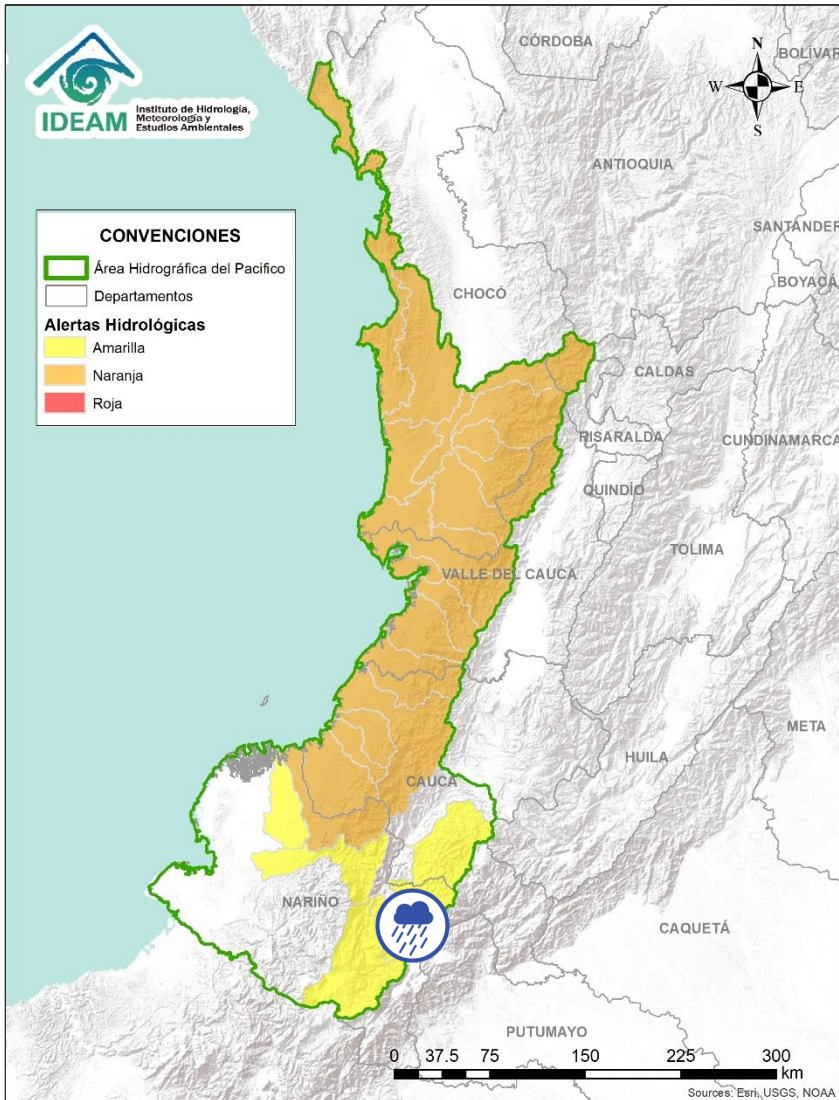 CÓRDOBA
BOLÍVAR
N
W E
S
IDEAM
Instituto de Hidrología,
Meteorología y
Estudios Ambientales
ANTIOQUIA
SANTANDER
CONVENCIONES
Área Hidrográfica del Pacifico
Departamentos
Alertas Hidrológicas
Amarilla
Naranja
Roja
BOYACÁ
CHOCÓ
CALDAS
RISARALDA
CUNDINAMARCA
QUINDÍO
TOLIMA
VALLE DEL CAUCA
META
HUILA
CAUCA
NARIÑO
CAQUETÁ
PUTUMAYO
0 37.5 75 150 225 300
km
Sources: Esri, USGS, NOAA